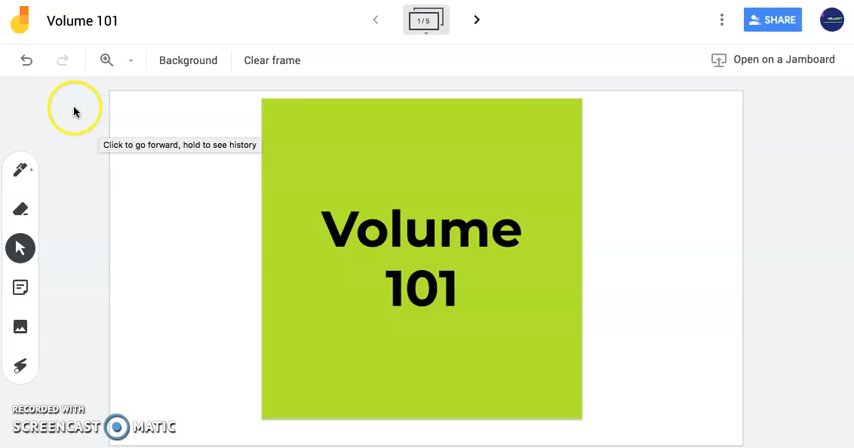 Volume 101
1 / 5
SHARE
Background
Clear frame
Open on a Jamboard
Click to go forward, hold to see history
Volume
101
RECORDED WITH
SCREENCAST MATIC